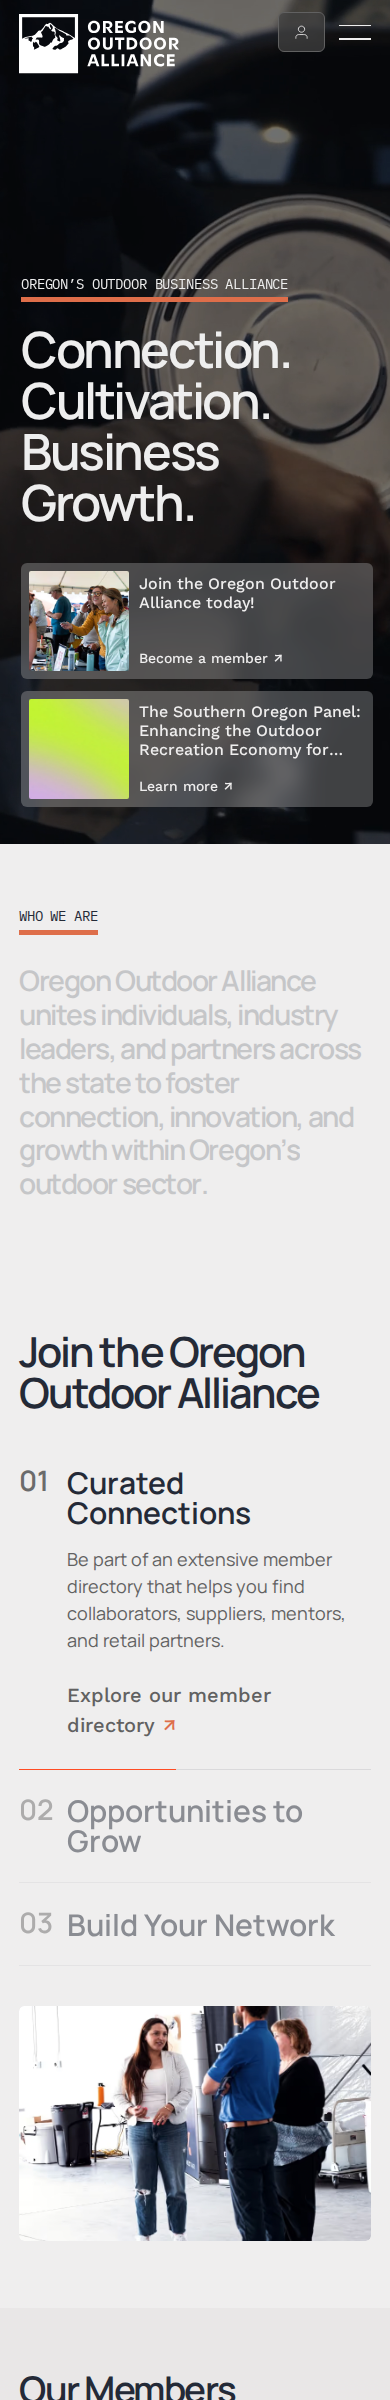 OREGON
OUTDOOR
ALLIANCE
OREGON'S OUTDOOR BUSINESS ALLIANCE
Connection.
Cultivation.
Business
Growth.
Join the Oregon Outdoor
Alliance today!
Become a member ↗
The Southern Oregon Panel:
Enhancing the Outdoor
Recreation Economy for...
Learn more ↗
WHO WE ARE
Oregon Outdoor Alliance
unites individuals, industry
leaders, and partners across
the state to foster
connection, innovation, and
growth within Oregon's
outdoor sector.
Join the Oregon
Outdoor Alliance
01 Curated
Connections
Be part of an extensive member
directory that helps you find
collaborators, suppliers, mentors,
and retail partners.
Explore our member
directory ↗
02 Opportunities to
Grow
03 Build Your Network
Our Members